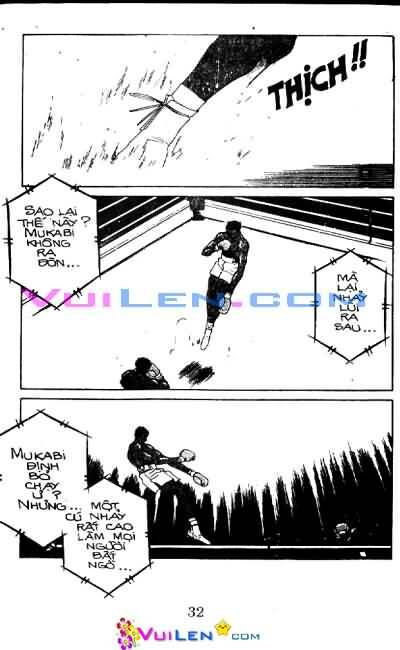 THỊCH!!
SAO LẠI
THẾ NÀY?
MUKABI
KHÔNG
RA
ĐÒN...
MÀ
LẠI
NHẢY
LÙI
RA
SAU...
VUILEN.COM
MUKABI
ĐỊNH
BỎ
CHẠY
Ư?
NHƯNG...
MỘT
CÚ NHẢY
RẤT CAO
LÀM MỌI
NGƯỜI
BẤT
NGỜ...
32
VUILEN.COM